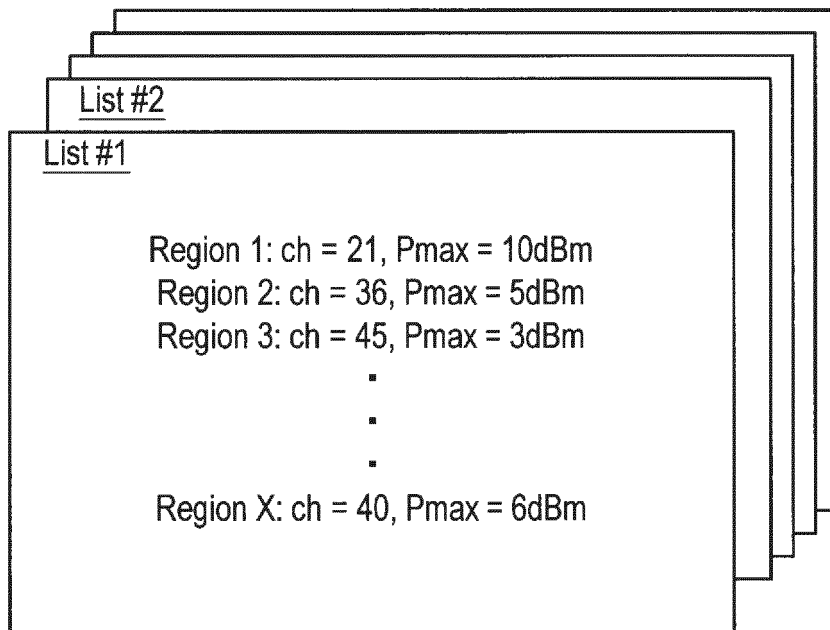 List #2
List #1
Region 1: ch = 21, Pmax = 10dBm
Region 2: ch = 36, Pmax = 5dBm
Region 3: ch = 45, Pmax = 3dBm
.
.
.
Region X: ch = 40, Pmax = 6dBm